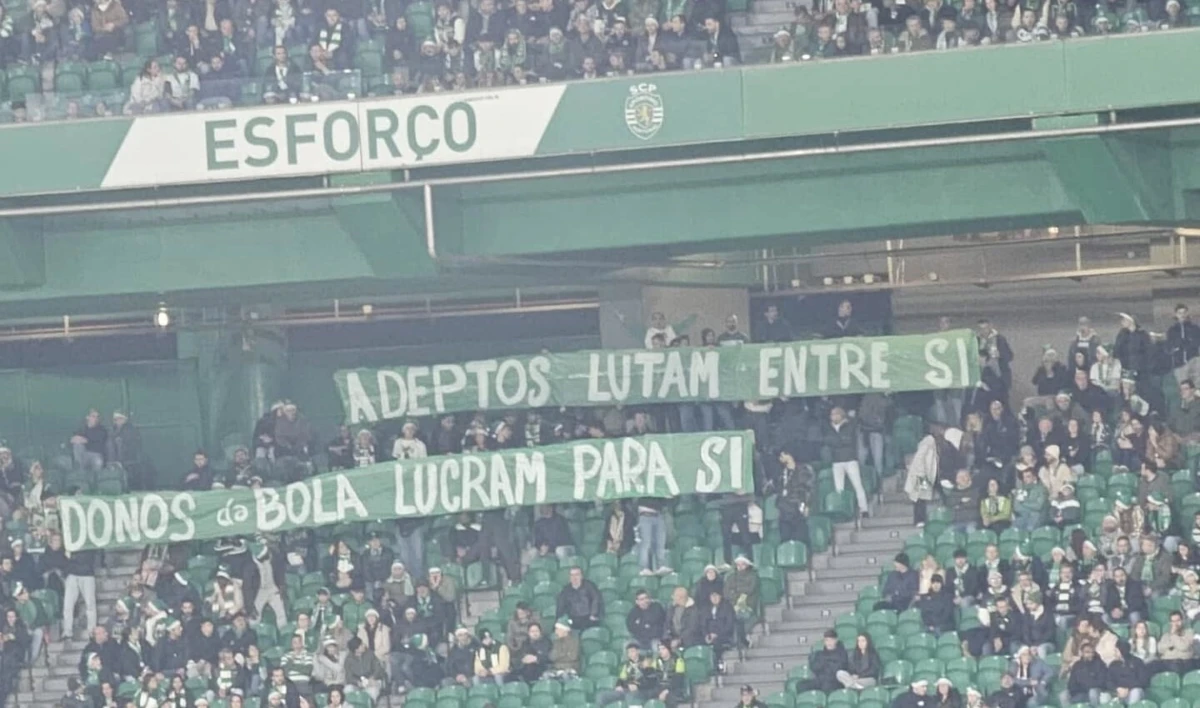 ESFORÇO
SCP
ADEPTOS LUTAM ENTRE SI
DONOS da BOLA LUCRAM PARA SI